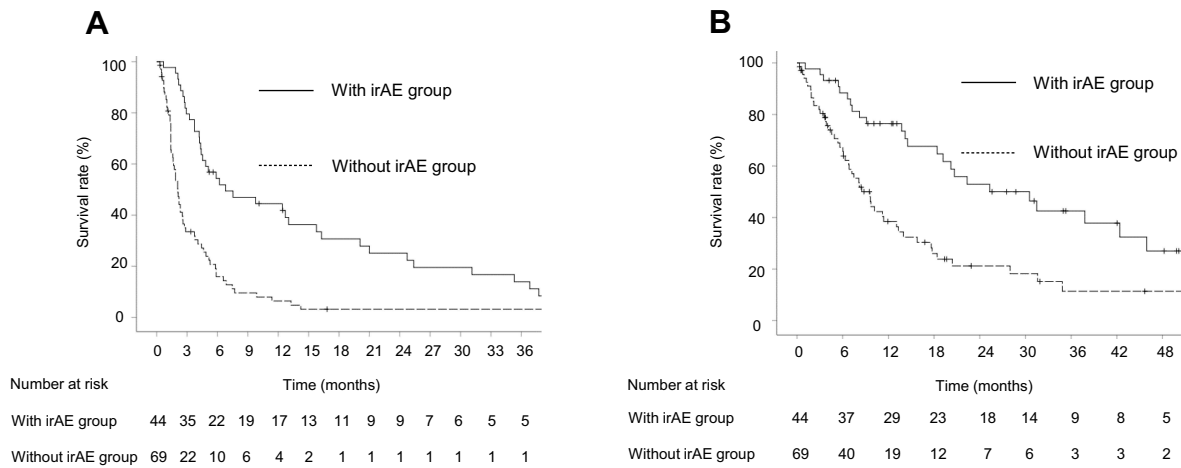 A
Survival rate (%)
100
80
60
40
20
0
With irAE group
Without irAE group
0 3 6 9 12 15 18 21 24 27 30 33 36
Number at risk
Time (months)
With irAE group 44 35 22 19 17 13 11 9 9 7 6 5 5
Without irAE group 69 22 10 6 4 2 1 1 1 1 1 1 1
B
Survival rate (%)
100
80
60
40
20
0
With irAE group
Without irAE group
0 6 12 18 24 30 36 42 48
Number at risk
Time (months)
With irAE group 44 37 29 23 18 14 9 8 5
Without irAE group 69 40 19 12 7 6 3 3 2